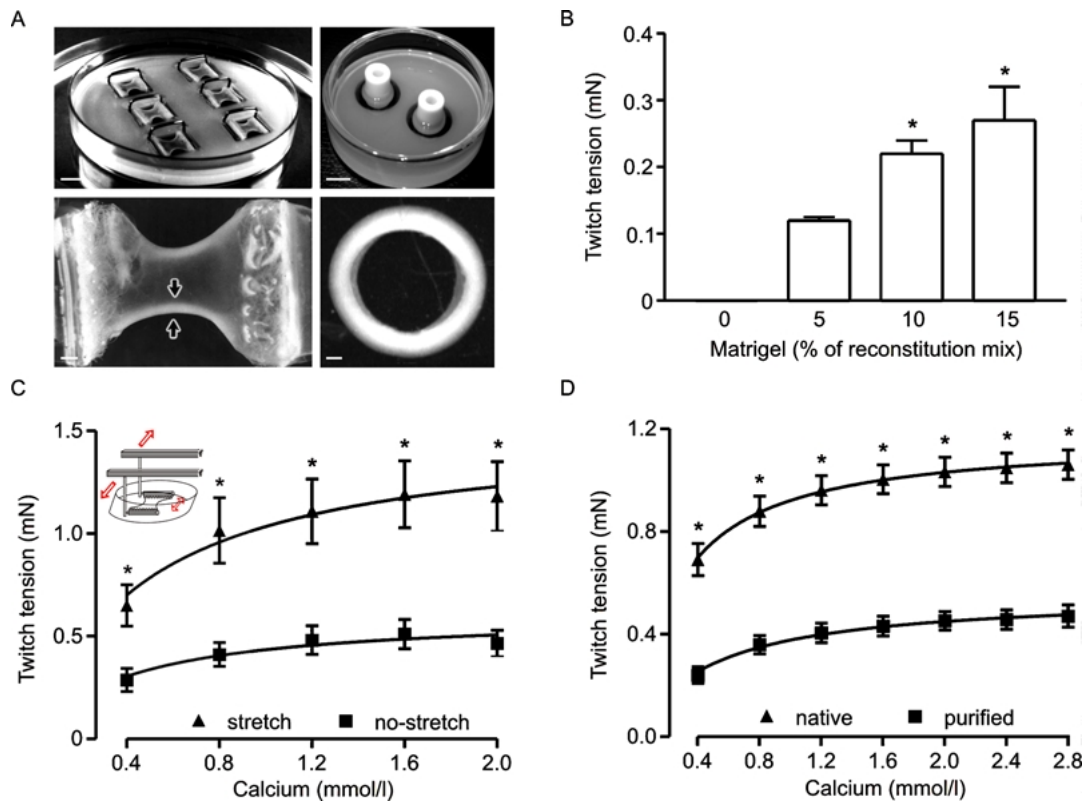 A
B
Twitch tension (mN)
0.4
0.3
0.2
0.1
0
* *
0 5 10 15
Matrigel (% of reconstitution mix)
C
Twitch tension (mN)
1.5
1.0
0.5
0
* * * * *
stretch no-stretch
0.4 0.8 1.2 1.6 2.0
Calcium (mmol/l)
D
Twitch tension (mN)
1.2
0.8
0.4
0.0
* * * * * * *
native purified
0.4 0.8 1.2 1.6 2.0 2.4 2.8
Calcium (mmol/l)